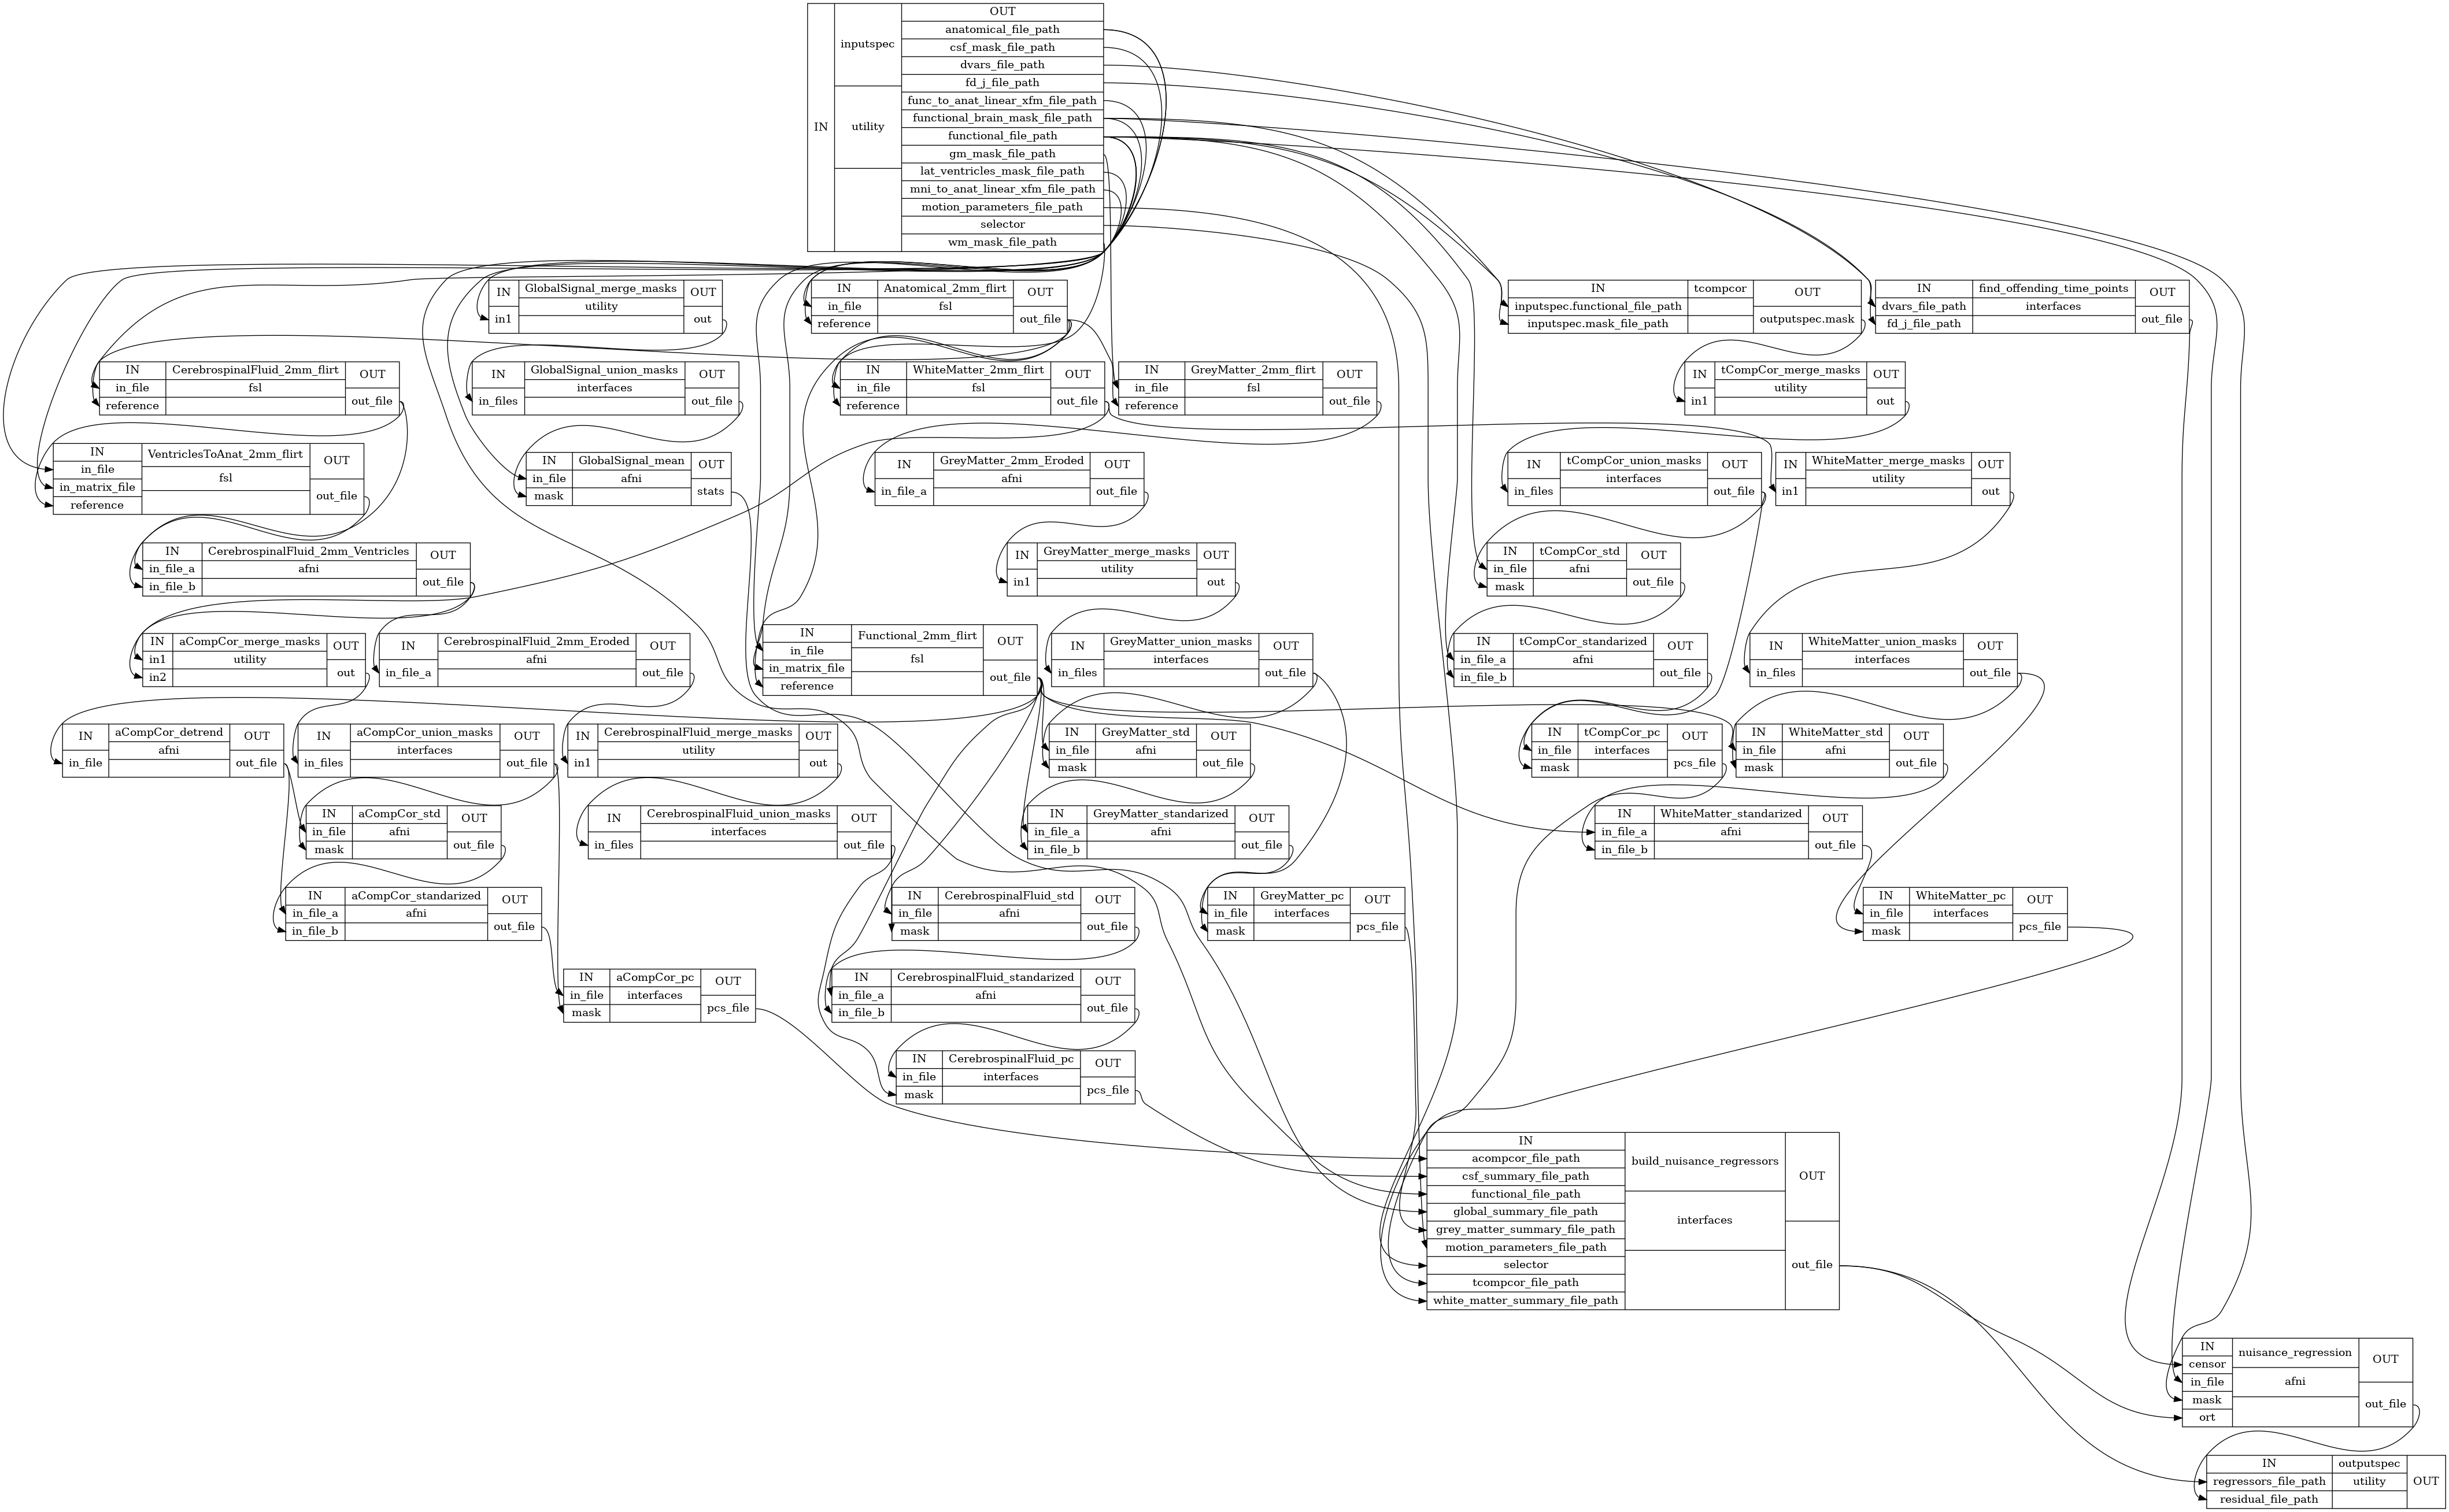 IN
inputspec
utility
OUT
anatomical_file_path
csf_mask_file_path
dvars_file_path
fd_j_file_path
func_to_anat_linear_xfm_file_path
functional_brain_mask_file_path
functional_file_path
gm_mask_file_path
lat_ventricles_mask_file_path
mni_to_anat_linear_xfm_file_path
motion_parameters_file_path
selector
wm_mask_file_path
IN
in1
GlobalSignal_merge_masks
utility
OUT
out
IN
in_file
reference
Anatomical_2mm_flirt
fsl
OUT
out_file
IN
inputspec.functional_file_path
inputspec.mask_file_path
tcompcor
OUT
outputspec.mask
IN
dvars_file_path
fd_j_file_path
find_offending_time_points
interfaces
OUT
out_file
IN
in_file
reference
CerebrospinalFluid_2mm_flirt
fsl
OUT
out_file
IN
in_files
GlobalSignal_union_masks
interfaces
OUT
out_file
IN
in_file
reference
WhiteMatter_2mm_flirt
fsl
OUT
out_file
IN
in_file
reference
GreyMatter_2mm_flirt
fsl
OUT
out_file
IN
in1
tCompCor_merge_masks
utility
OUT
out
IN
in_file
in_matrix_file
reference
VentriclesToAnat_2mm_flirt
fsl
OUT
out_file
IN
in_file
mask
GlobalSignal_mean
afni
OUT
stats
IN
in_file_a
GreyMatter_2mm_Eroded
afni
OUT
out_file
IN
in_files
tCompCor_union_masks
interfaces
OUT
out_file
IN
in1
WhiteMatter_merge_masks
utility
OUT
out
IN
in_file_a
in_file_b
CerebrospinalFluid_2mm_Ventricles
afni
OUT
out_file
IN
in1
GreyMatter_merge_masks
utility
OUT
out
IN
in_file
mask
tCompCor_std
afni
OUT
out_file
IN
in1
in2
aCompCor_merge_masks
utility
OUT
out
IN
in_file_a
CerebrospinalFluid_2mm_Eroded
afni
OUT
out_file
IN
in_file
in_matrix_file
reference
Functional_2mm_flirt
fsl
OUT
out_file
IN
in_files
GreyMatter_union_masks
interfaces
OUT
out_file
IN
in_file_a
in_file_b
tCompCor_standarized
afni
OUT
out_file
IN
in_files
WhiteMatter_union_masks
interfaces
OUT
out_file
IN
in_file
aCompCor_detrend
afni
OUT
out_file
IN
in_files
aCompCor_union_masks
interfaces
OUT
out_file
IN
in1
CerebrospinalFluid_merge_masks
utility
OUT
out
IN
in_file
mask
GreyMatter_std
afni
OUT
out_file
IN
in_file
mask
tCompCor_pc
interfaces
OUT
pcs_file
IN
in_file
mask
WhiteMatter_std
afni
OUT
out_file
IN
in_file
mask
aCompCor_std
afni
OUT
out_file
IN
in_files
CerebrospinalFluid_union_masks
interfaces
OUT
out_file
IN
in_file_a
in_file_b
GreyMatter_standarized
afni
OUT
out_file
IN
in_file_a
in_file_b
WhiteMatter_standarized
afni
OUT
out_file
IN
in_file_a
in_file_b
aCompCor_standarized
afni
OUT
out_file
IN
in_file
mask
CerebrospinalFluid_std
afni
OUT
out_file
IN
in_file
mask
GreyMatter_pc
interfaces
OUT
pcs_file
IN
in_file
mask
WhiteMatter_pc
interfaces
OUT
pcs_file
IN
in_file
mask
aCompCor_pc
interfaces
OUT
pcs_file
IN
in_file_a
in_file_b
CerebrospinalFluid_standarized
afni
OUT
out_file
IN
in_file
mask
CerebrospinalFluid_pc
interfaces
OUT
pcs_file
IN
acompcor_file_path
csf_summary_file_path
functional_file_path
global_summary_file_path
grey_matter_summary_file_path
motion_parameters_file_path
selector
tcompcor_file_path
white_matter_summary_file_path
build_nuisance_regressors
interfaces
OUT
out_file
IN
censor
in_file
mask
ort
nuisance_regression
afni
OUT
out_file
IN
regressors_file_path
residual_file_path
outputspec
utility
OUT